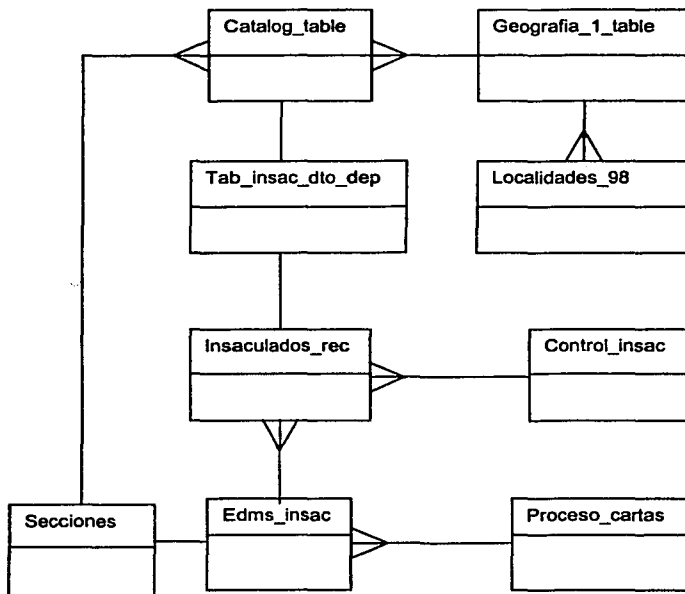 Catalog_table
Geografia_1_table
Tab_insac_dto_dep
Localidades_98
Insaculados_rec
Control_insac
Secciones
Edms_insac
Proceso_cartas